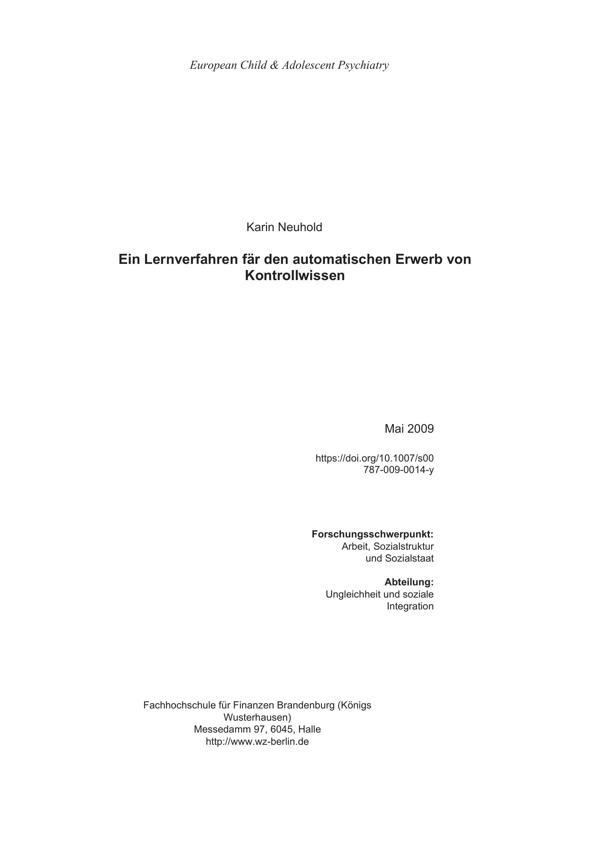 European Child & Adolescent Psychiatry
Karin Neuhold
Ein Lernverfahren fär den automatischen Erwerb von
Kontrollwissen
Mai 2009
https://doi.org/10.1007/s00
787-009-0014-y
Forschungsschwerpunkt:
Arbeit, Sozialstruktur
und Sozialstaat
Abteilung:
Ungleichheit und soziale
Integration
Fachhochschule für Finanzen Brandenburg (Königs
Wusterhausen)
Messedamm 97, 6045, Halle
http://www.wz-berlin.de